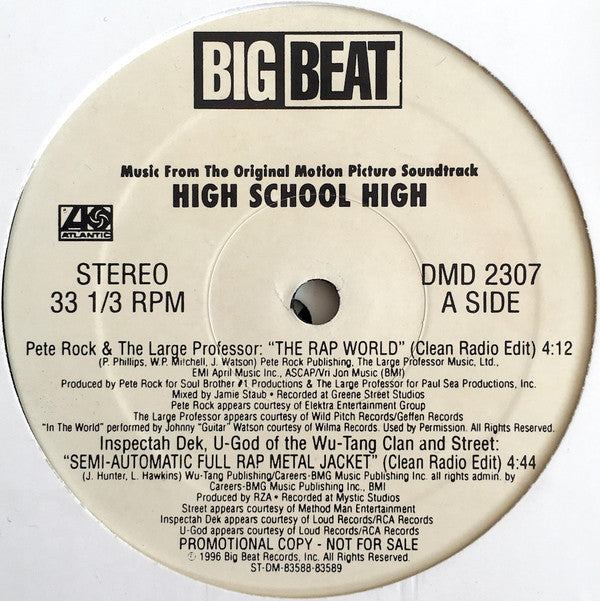 BIG BEAT
Music From The Original Motion Picture Soundtrack
HIGH SCHOOL HIGH
ATLANTIC
STEREO
33 1/3 RPM
DMD 2307
A SIDE
Pete Rock & The Large Professor: “THE RAP WORLD” (Clean Radio Edit) 4:12
(P. Phillips, W.P. Mitchell, J. Watson) Pete Rock Publishing, The Large Professor Music, Ltd.,
EMI April Music Inc., ASCAP/Vri Jon Music (BMI)
Produced by Pete Rock for Soul Brother #1 Productions & The Large Professor for Paul Sea Productions, Inc.
Mixed by Jamie Staub • Recorded at Greene Street Studios
Pete Rock appears courtesy of Elektra Entertainment Group
The Large Professor appears courtesy of Wild Pitch Records/Geffen Records
“In The World” performed by Johnny “Guitar” Watson courtesy of Wilma Records. Used by Permission. All Rights Reserved.
Inspectah Dek, U-God of the Wu-Tang Clan and Street:
“SEMI-AUTOMATIC FULL RAP METAL JACKET” (Clean Radio Edit) 4:44
(J. Hunter, L. Hawkins) Wu-Tang Publishing/Careers-BMG Music Publishing Inc. all rights admin. by
Careers-BMG Music Publishing Inc., BMI
Produced by RZA • Recorded at Mystic Studios
Street appears courtesy of Method Man Entertainment
Inspectah Dek appears courtesy of Loud Records/RCA Records
U-God appears courtesy of Loud Records/RCA Records
PROMOTIONAL COPY - NOT FOR SALE
℗ 1996 Big Beat Records, Inc. All Rights Reserved.
ST-DM-83588-83589